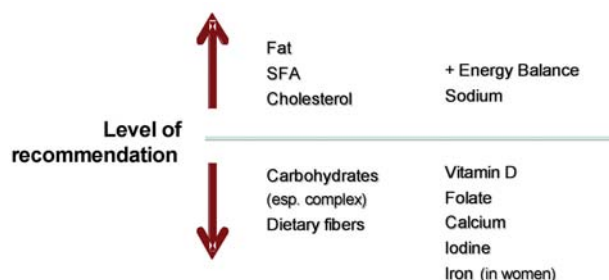 Fat
SFA
Cholesterol
+ Energy Balance
Sodium
Level of
recommendation
Carbohydrates
(esp. complex)
Dietary fibers
Vitamin D
Folate
Calcium
Iodine
Iron (in women)